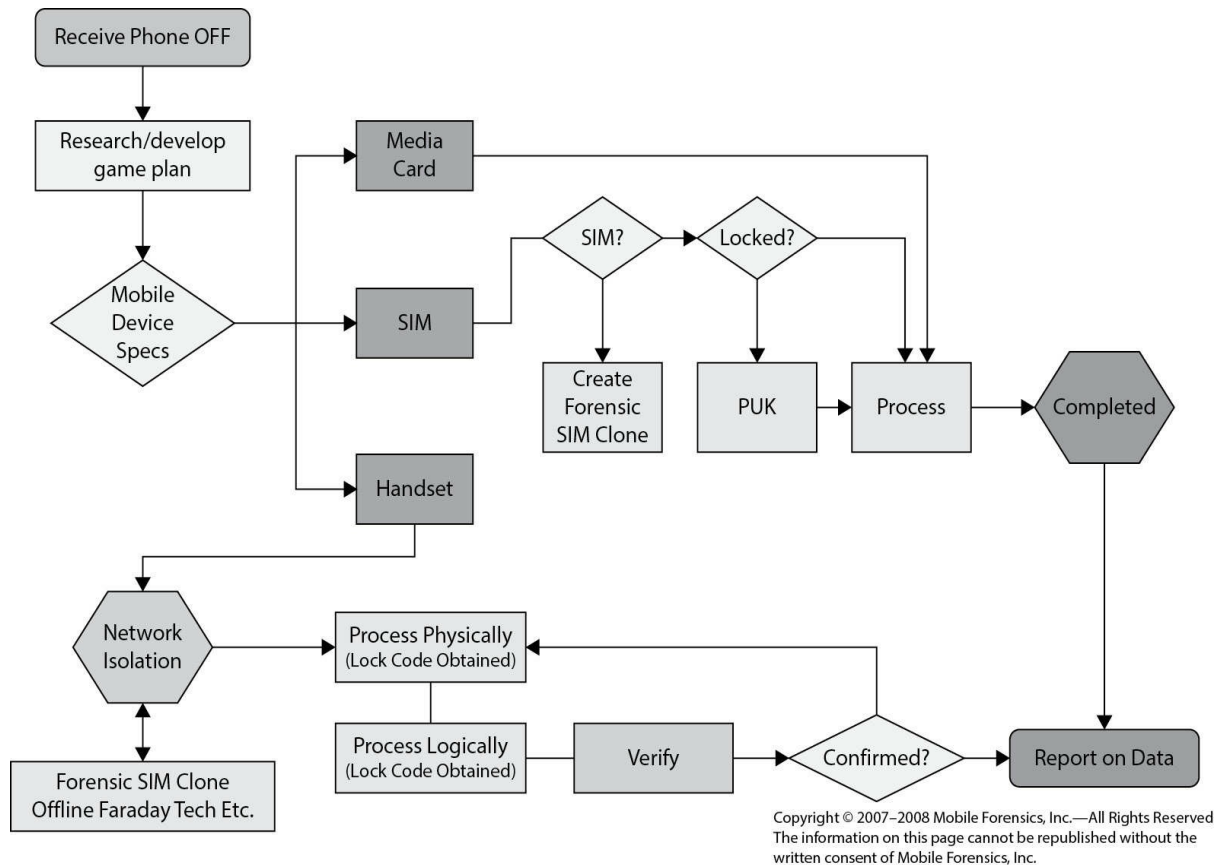 Receive Phone OFF
Research/develop
game plan
Mobile
Device
Specs
Media
Card
SIM
Handset
SIM?
Locked?
Create
Forensic
SIM Clone
PUK
Process
Completed
Network
Isolation
Forensic SIM Clone
Offline Faraday Tech Etc.
Process Physically
(Lock Code Obtained)
Process Logically
(Lock Code Obtained)
Verify
Confirmed?
Report on Data
Copyright © 2007–2008 Mobile Forensics, Inc.—All Rights Reserved
The information on this page cannot be republished without the
written consent of Mobile Forensics, Inc.